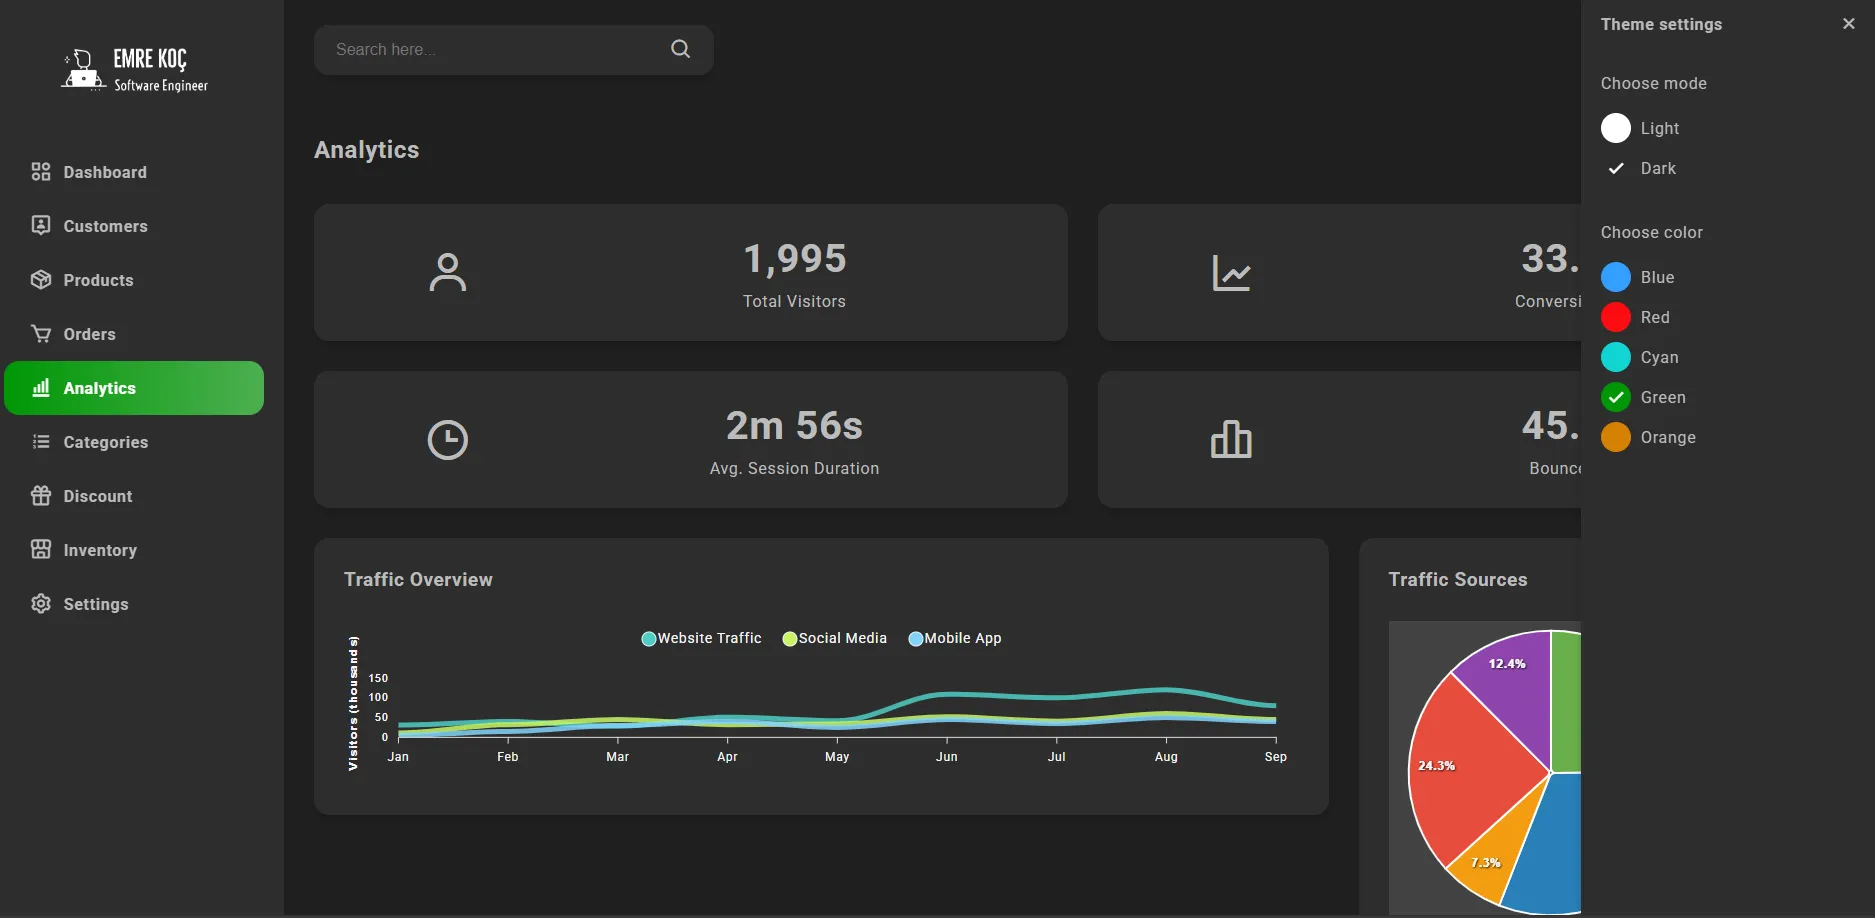 EMRE KOÇ
Software Engineer
Dashboard
Customers
Products
Orders
Analytics
Categories
Discount
Inventory
Settings
Search here...
Analytics
1,995
Total Visitors
33.
Conversi
2m 56s
Avg. Session Duration
45.
Bounce
Traffic Overview
Website Traffic Social Media Mobile App
Visitors (thousands)
150
100
50
0
Jan Feb Mar Apr May Jun Jul Aug Sep
Traffic Sources
12.4%
24.3%
7.3%
Theme settings
Choose mode
Light
Dark
Choose color
Blue
Red
Cyan
Green
Orange